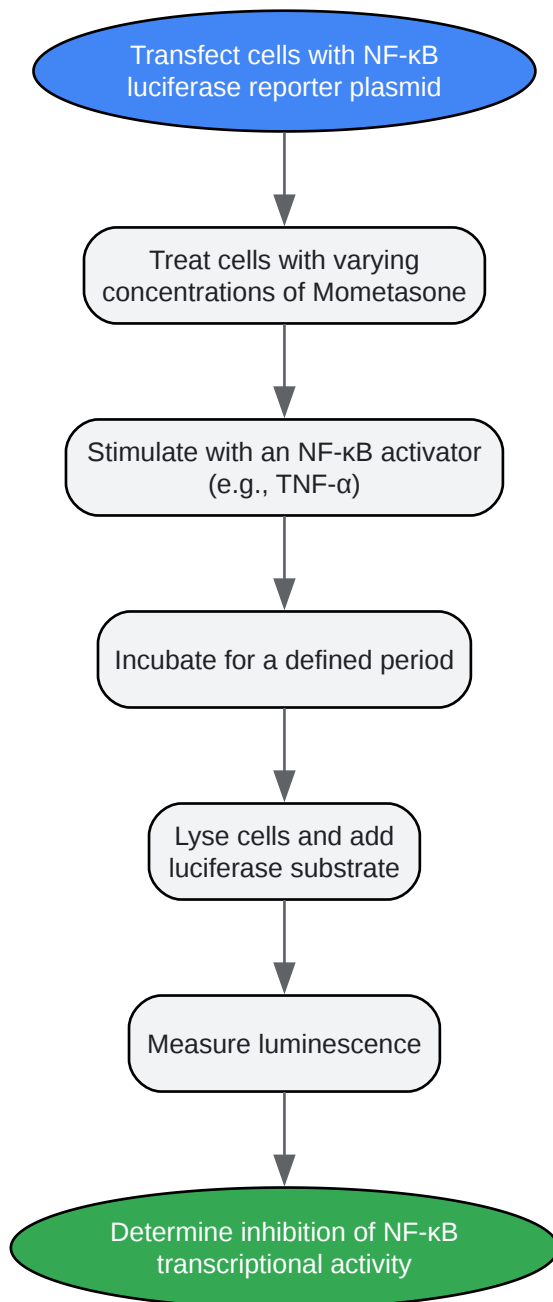 Transfect cells with NF-κB
luciferase reporter plasmid
Treat cells with varying
concentrations of Mometasone
Stimulate with an NF-κB activator
(e.g., TNF-α)
Incubate for a defined period
Lyse cells and add
luciferase substrate
Measure luminescence
Determine inhibition of NF-κB
transcriptional activity